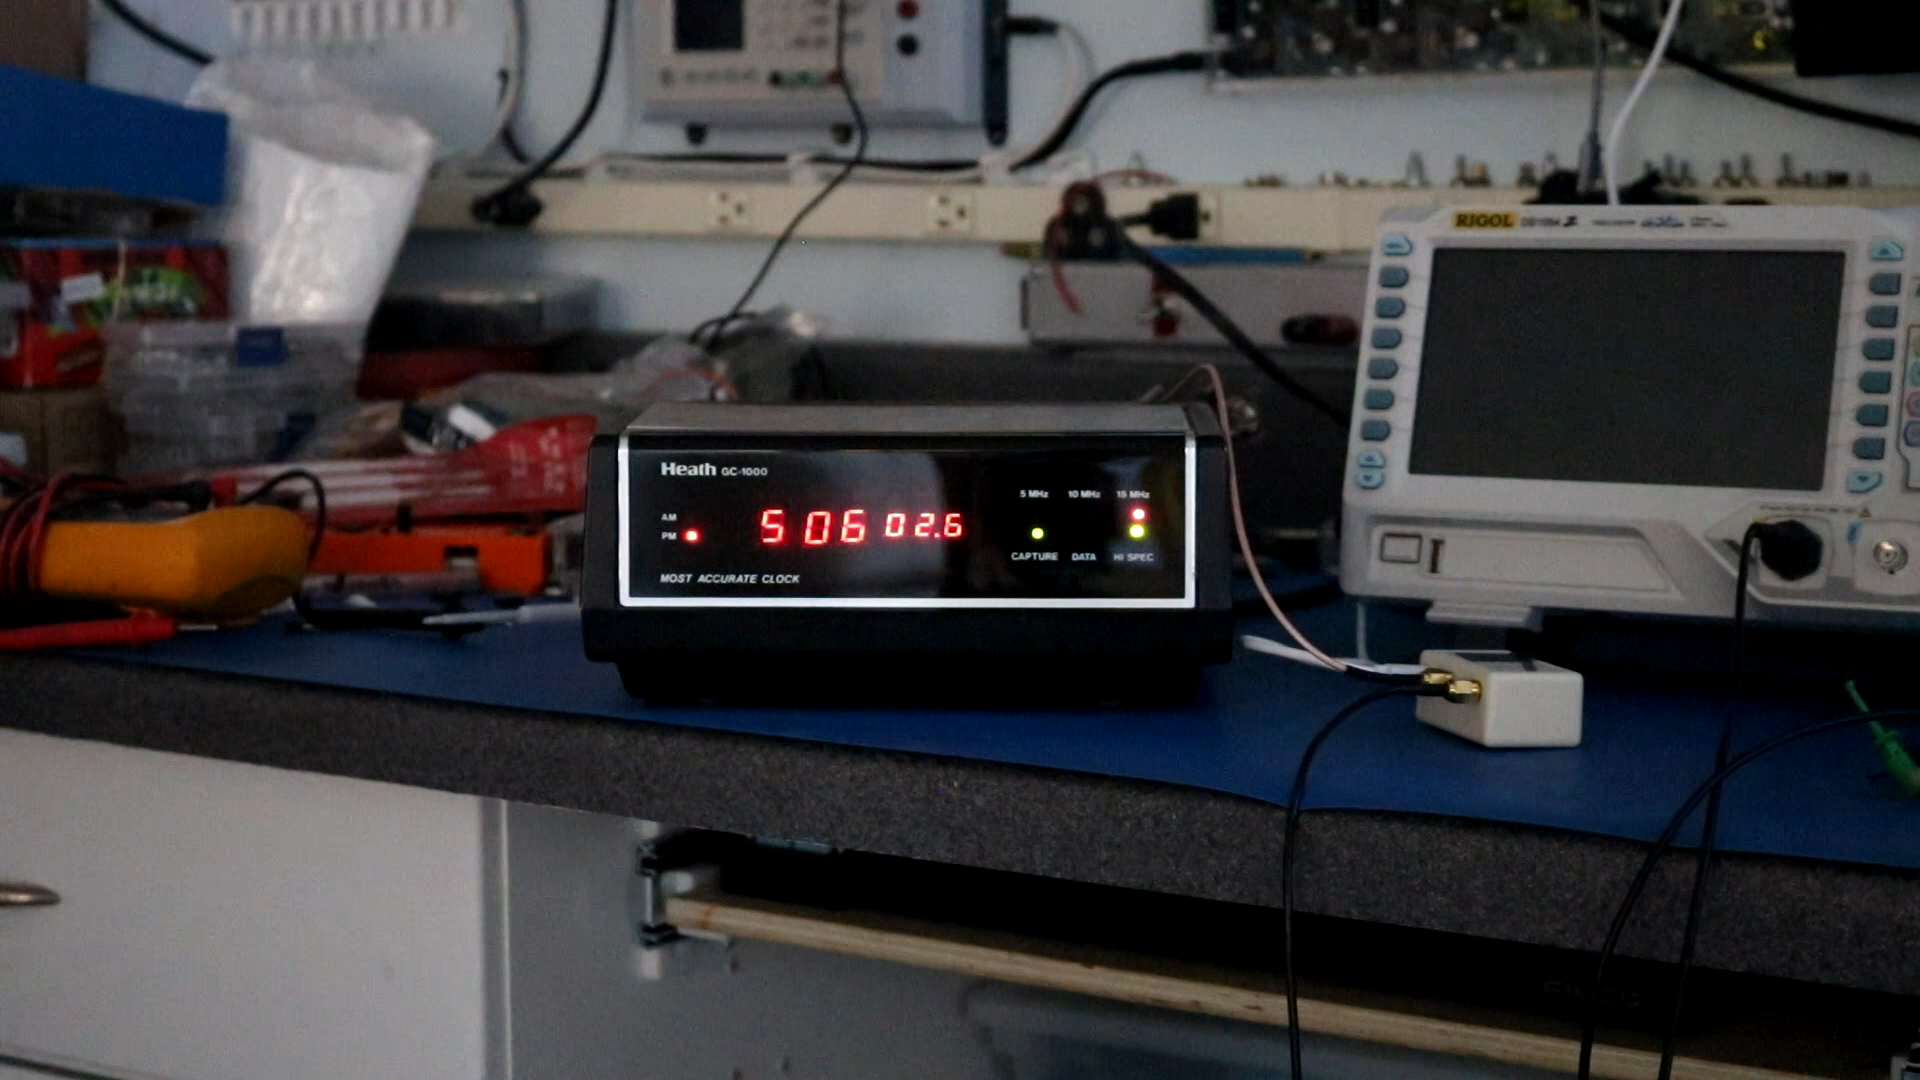 RIGOL
Heath GC-1000
5 MHz 10 MHz 15 MHz
AM
PM
5 06 02.6
CAPTURE DATA HI SPEC
MOST ACCURATE CLOCK